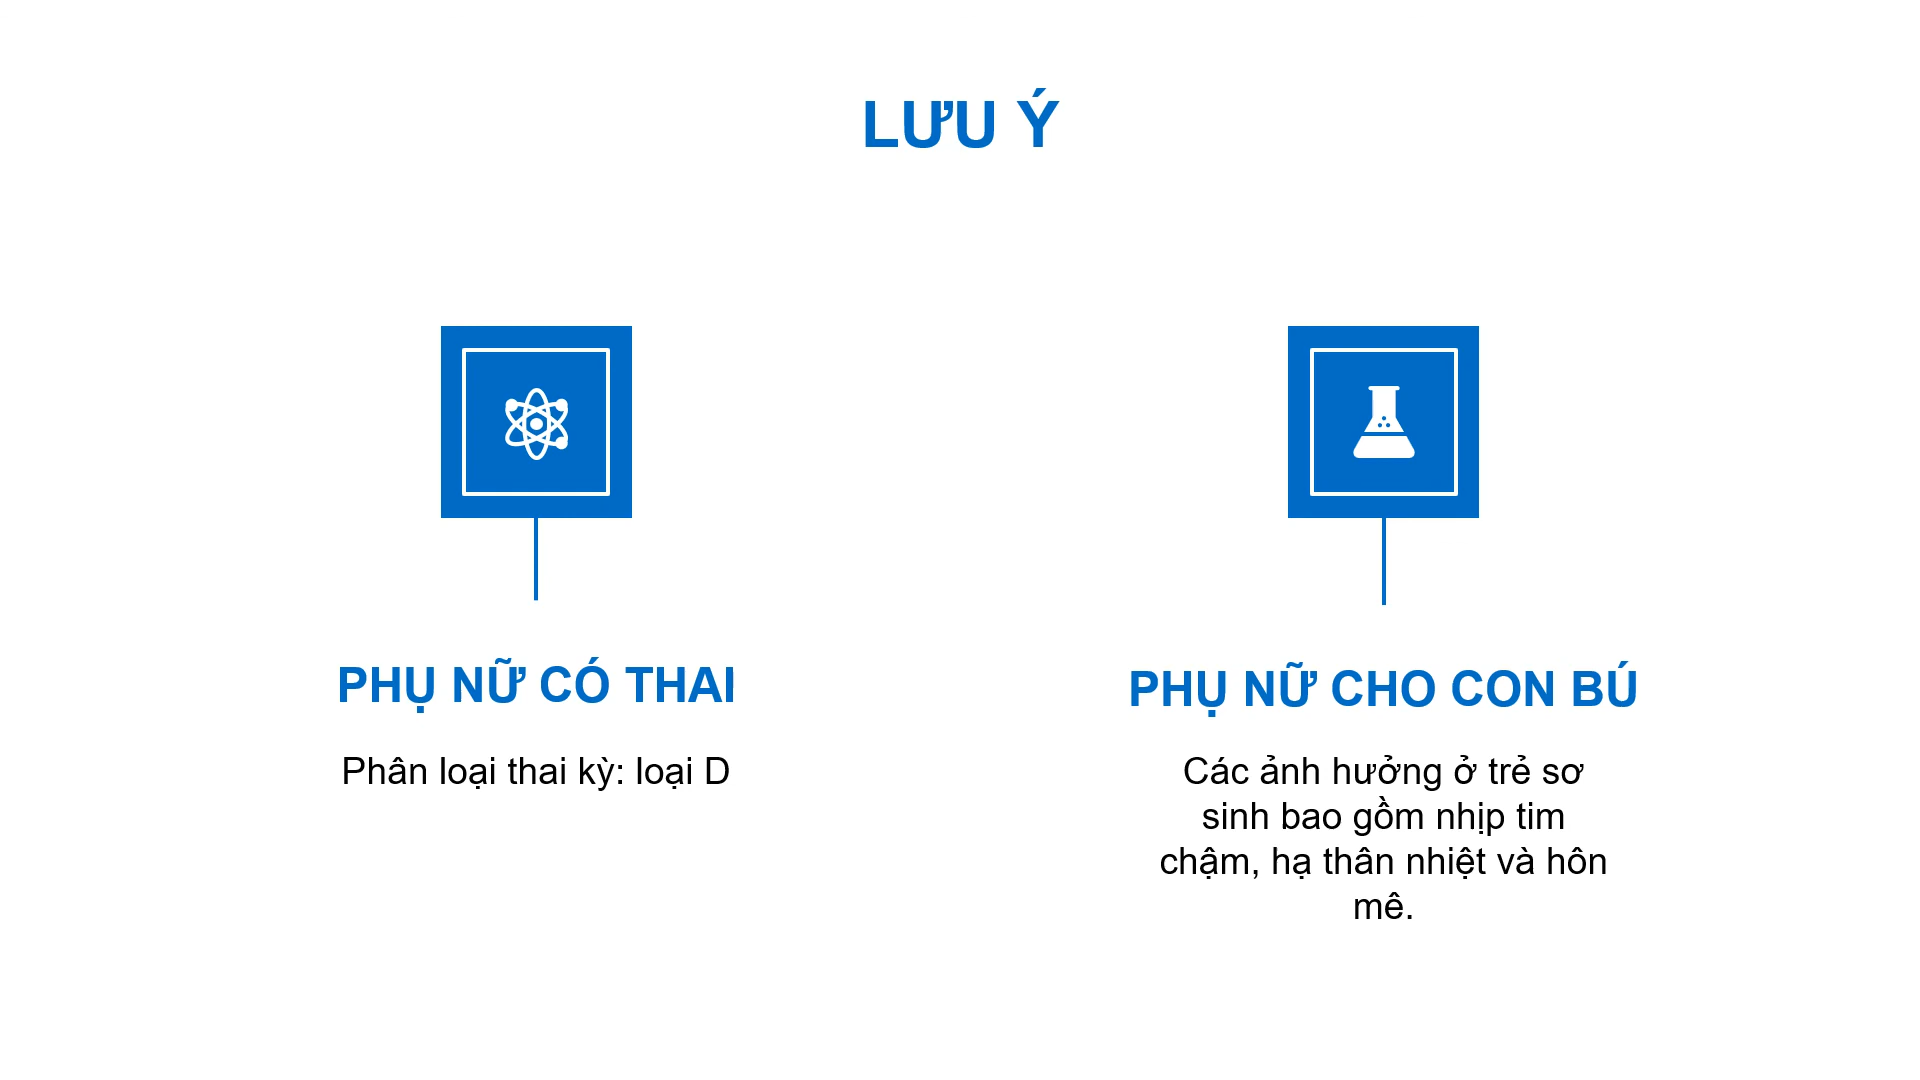 LƯU Ý
PHỤ NỮ CÓ THAI
Phân loại thai kỳ: loại D
PHỤ NỮ CHO CON BÚ
Các ảnh hưởng ở trẻ sơ
sinh bao gồm nhịp tim
chậm, hạ thân nhiệt và hôn
mê.